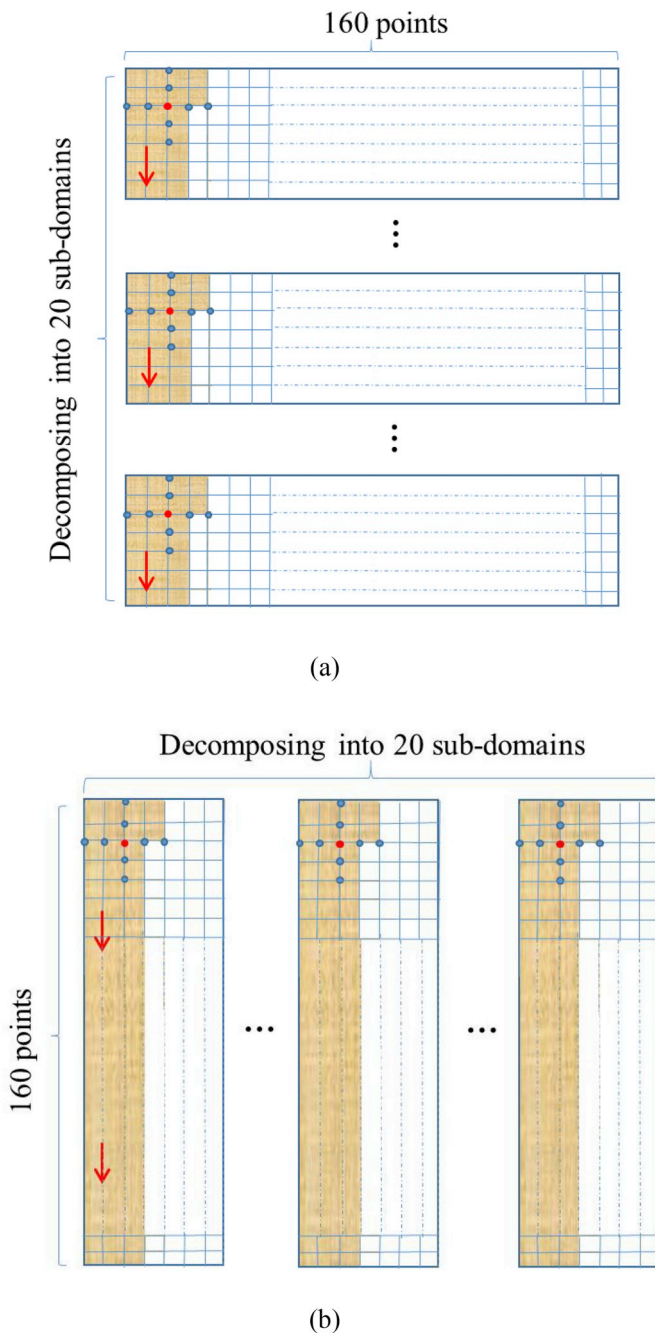 160 points
Decomposing into 20 sub-domains
(a)
Decomposing into 20 sub-domains
160 points
(b)